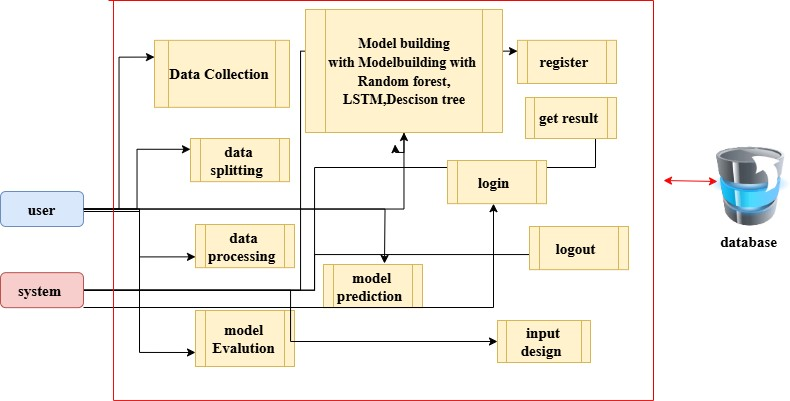 Model building
with Modelbuilding with
Random forest,
LSTM,Descison tree
Data Collection
register
get result
data
splitting
login
user
data
processing
logout
database
system
model
prediction
model
Evalution
input
design